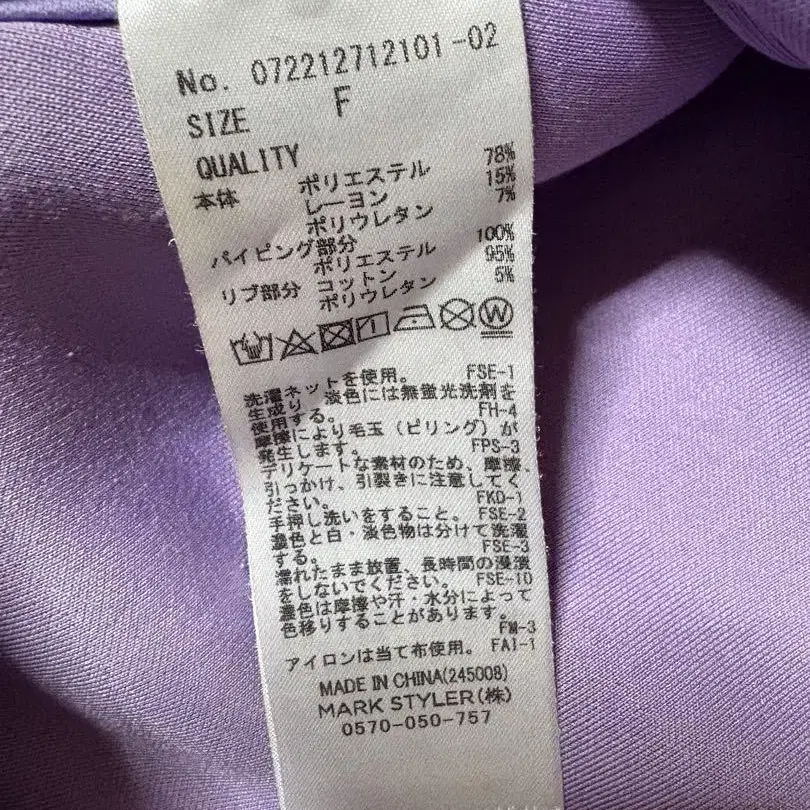 No. 072212712101-02
SIZE F
QUALITY
本体 ポリエステル 78%
レーヨン 15%
ポリウレタン 7%
パイピング部分
ポリエステル 100%
リブ部分 コットン 95%
ポリウレタン 5%
W
洗濯ネットを使用。 FSE-1
生成り、淡色には無蛍光洗剤を
使用する。 FH-4
摩擦により毛玉(ピリング)が
発生します。 FPS-3
デリケートな素材のため、摩擦、
引っかけ、引裂きに注意してく
ださい。 FKD-1
手押し洗いをすること。 FSE-2
濃色と白・淡色物は分けて洗濯
する。 FSE-3
濡れたまま放置、長時間の浸漬
をしないでください。 FSE-10
濃色は摩擦や汗・水分によって
色移りすることがあります。
FM-3
アイロンは当て布使用。 FAI-1
MADE IN CHINA(245008)
MARK STYLER(株)
0570-050-757